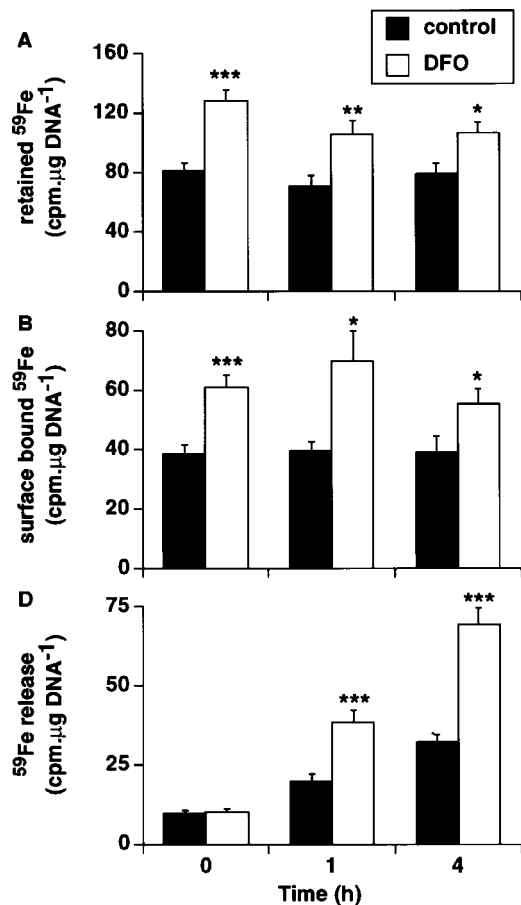 control
DFO
A
retained ⁵⁹Fe
(cpm.µg DNA⁻¹)
160
120
80
40
0
***
**
*
B
surface bound ⁵⁹Fe
(cpm.µg DNA⁻¹)
80
60
40
20
0
***
*
*
D
⁵⁹Fe release
(cpm.µg DNA⁻¹)
75
25
0
***
***
0 1 4
Time (h)